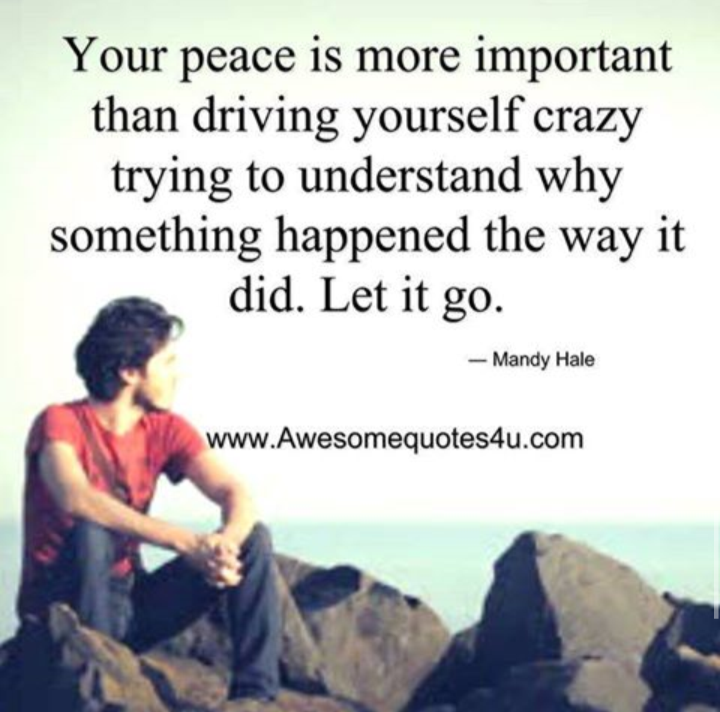 Your peace is more important
than driving yourself crazy
trying to understand why
something happened the way it
did. Let it go.
— Mandy Hale
www.Awesomequotes4u.com